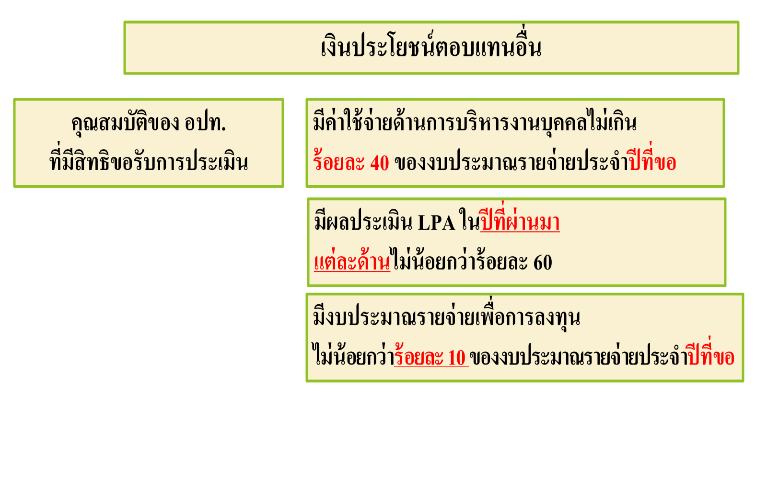 เงินประโยชน์ตอบแทนอื่น
คุณสมบัติของ อปท.
ที่มีสิทธิขอรับการประเมิน
มีค่าใช้จ่ายด้านการบริหารงานบุคคลไม่เกิน
ร้อยละ 40 ของงบประมาณรายจ่ายประจำปีที่ขอ
มีผลประเมิน LPA ในปีที่ผ่านมา
แต่ละด้านไม่น้อยกว่าร้อยละ 60
มีงบประมาณรายจ่ายเพื่อการลงทุน
ไม่น้อยกว่าร้อยละ 10 ของงบประมาณรายจ่ายประจำปีที่ขอ